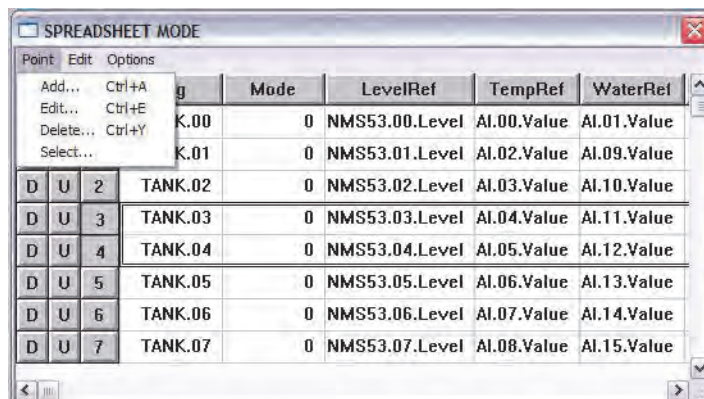 SPREADSHEET MODE
Point Edit Options
Add... Ctrl+A
Edit... Ctrl+E
Delete... Ctrl+Y
Select...
g Mode LevelRef TempRef WaterRef
K.00 0 NMS53.00.Level AI.00.Value AI.01.Value
K.01 0 NMS53.01.Level AI.02.Value AI.09.Value
D U 2 TANK.02 0 NMS53.02.Level AI.03.Value AI.10.Value
D U 3 TANK.03 0 NMS53.03.Level AI.04.Value AI.11.Value
D U 4 TANK.04 0 NMS53.04.Level AI.05.Value AI.12.Value
D U 5 TANK.05 0 NMS53.05.Level AI.06.Value AI.13.Value
D U 6 TANK.06 0 NMS53.06.Level AI.07.Value AI.14.Value
D U 7 TANK.07 0 NMS53.07.Level AI.08.Value AI.15.Value